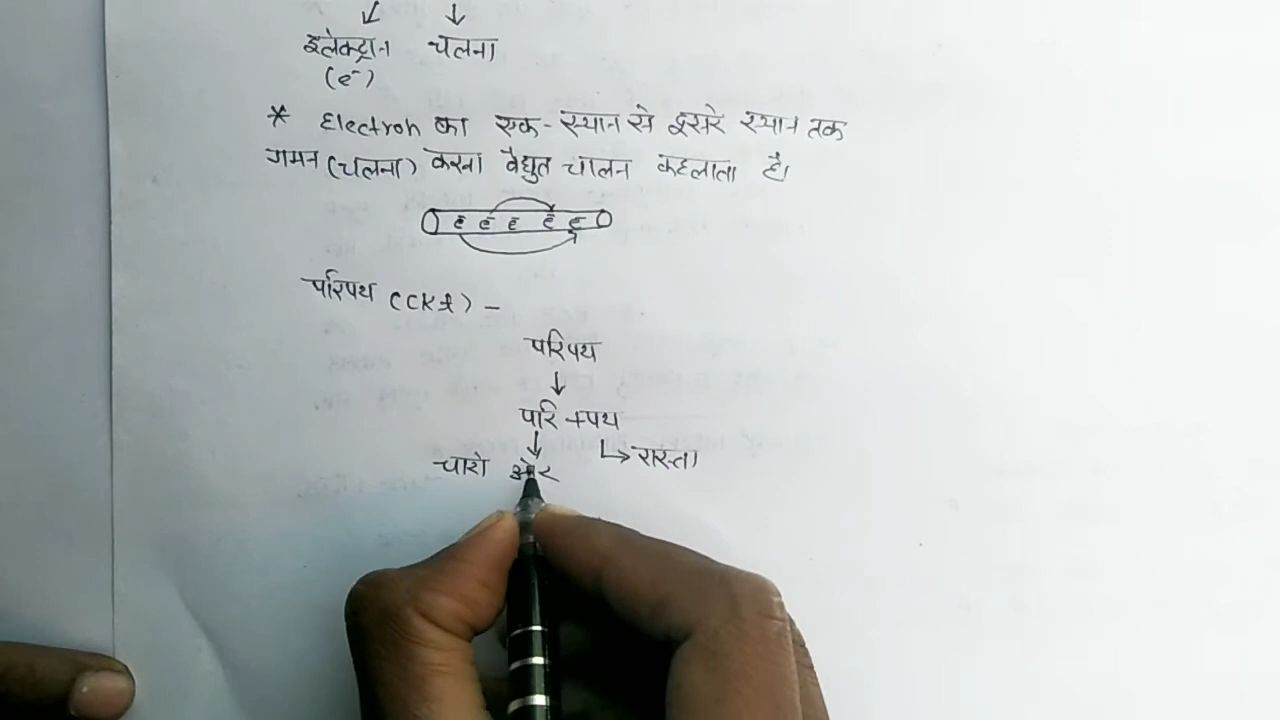 इलेक्ट्रान चलना
(e⁻)
* Electron का एक-स्थान से दुसरे स्थान तक
गमन (चलना) करना वैद्युत चालन कहलाता है।
e e e e e
परिपथ (CKt) -
परिपथ
परि + पथ
रास्ता
चारो ओर